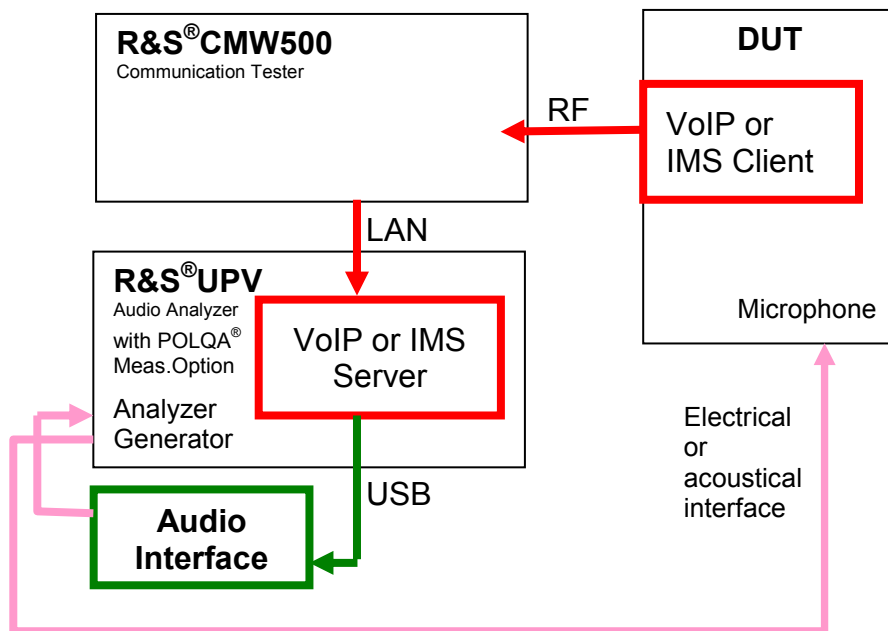 R&S®CMW500
Communication Tester
DUT
RF
VoIP or
IMS Client
LAN
R&S®UPV
Audio Analyzer
with POLQA®
Meas.Option
VoIP or IMS
Server
Microphone
Analyzer
Generator
Electrical
or
acoustical
interface
USB
Audio
Interface